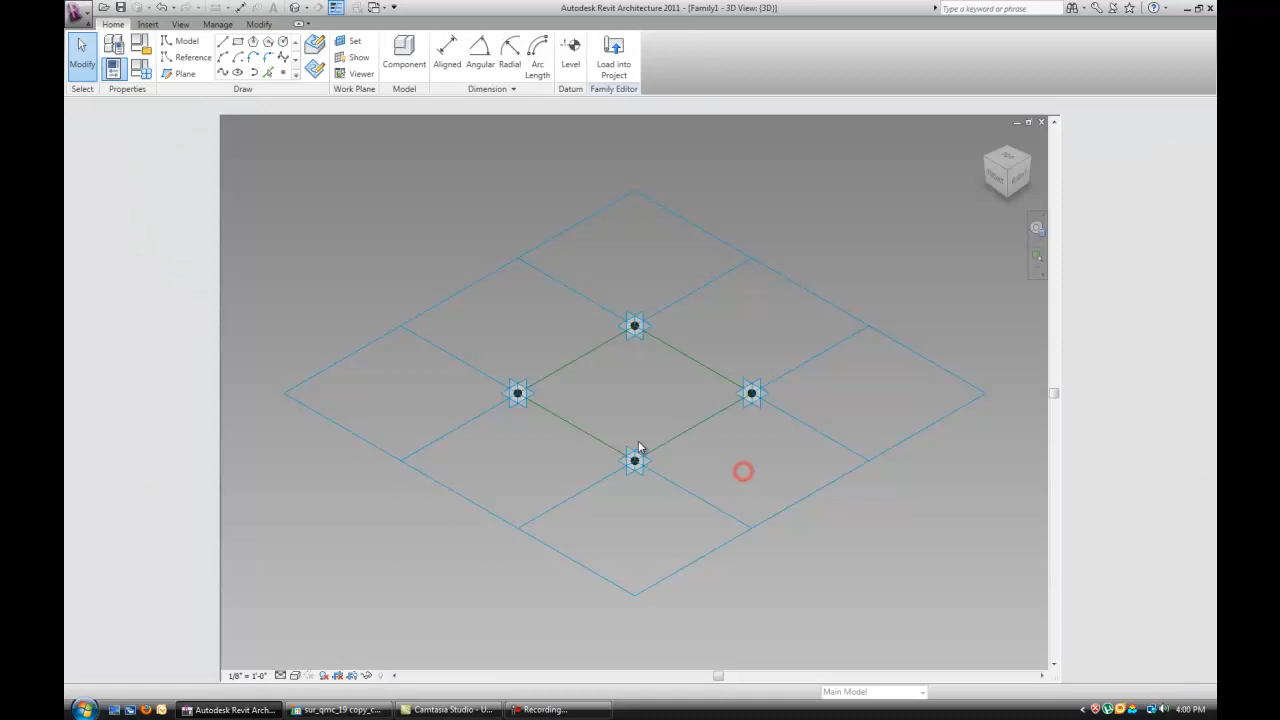 Autodesk Revit Architecture 2011 - [Family1 - 3D View: {3D}]
Type a keyword or phrase
Home Insert View Manage Modify
Modify
Model
Reference
Plane
Set
Show
Viewer
Component
Aligned Angular Radial Arc Length
Level
Load into Project
Select Properties Draw Work Plane Model Dimension Datum Family Editor
FRONT
1/8" = 1'-0"
Main Model
Autodesk Revit Arch... sur_qmc_19 copy_c... Camtasia Studio - U... Recording... 4:00 PM